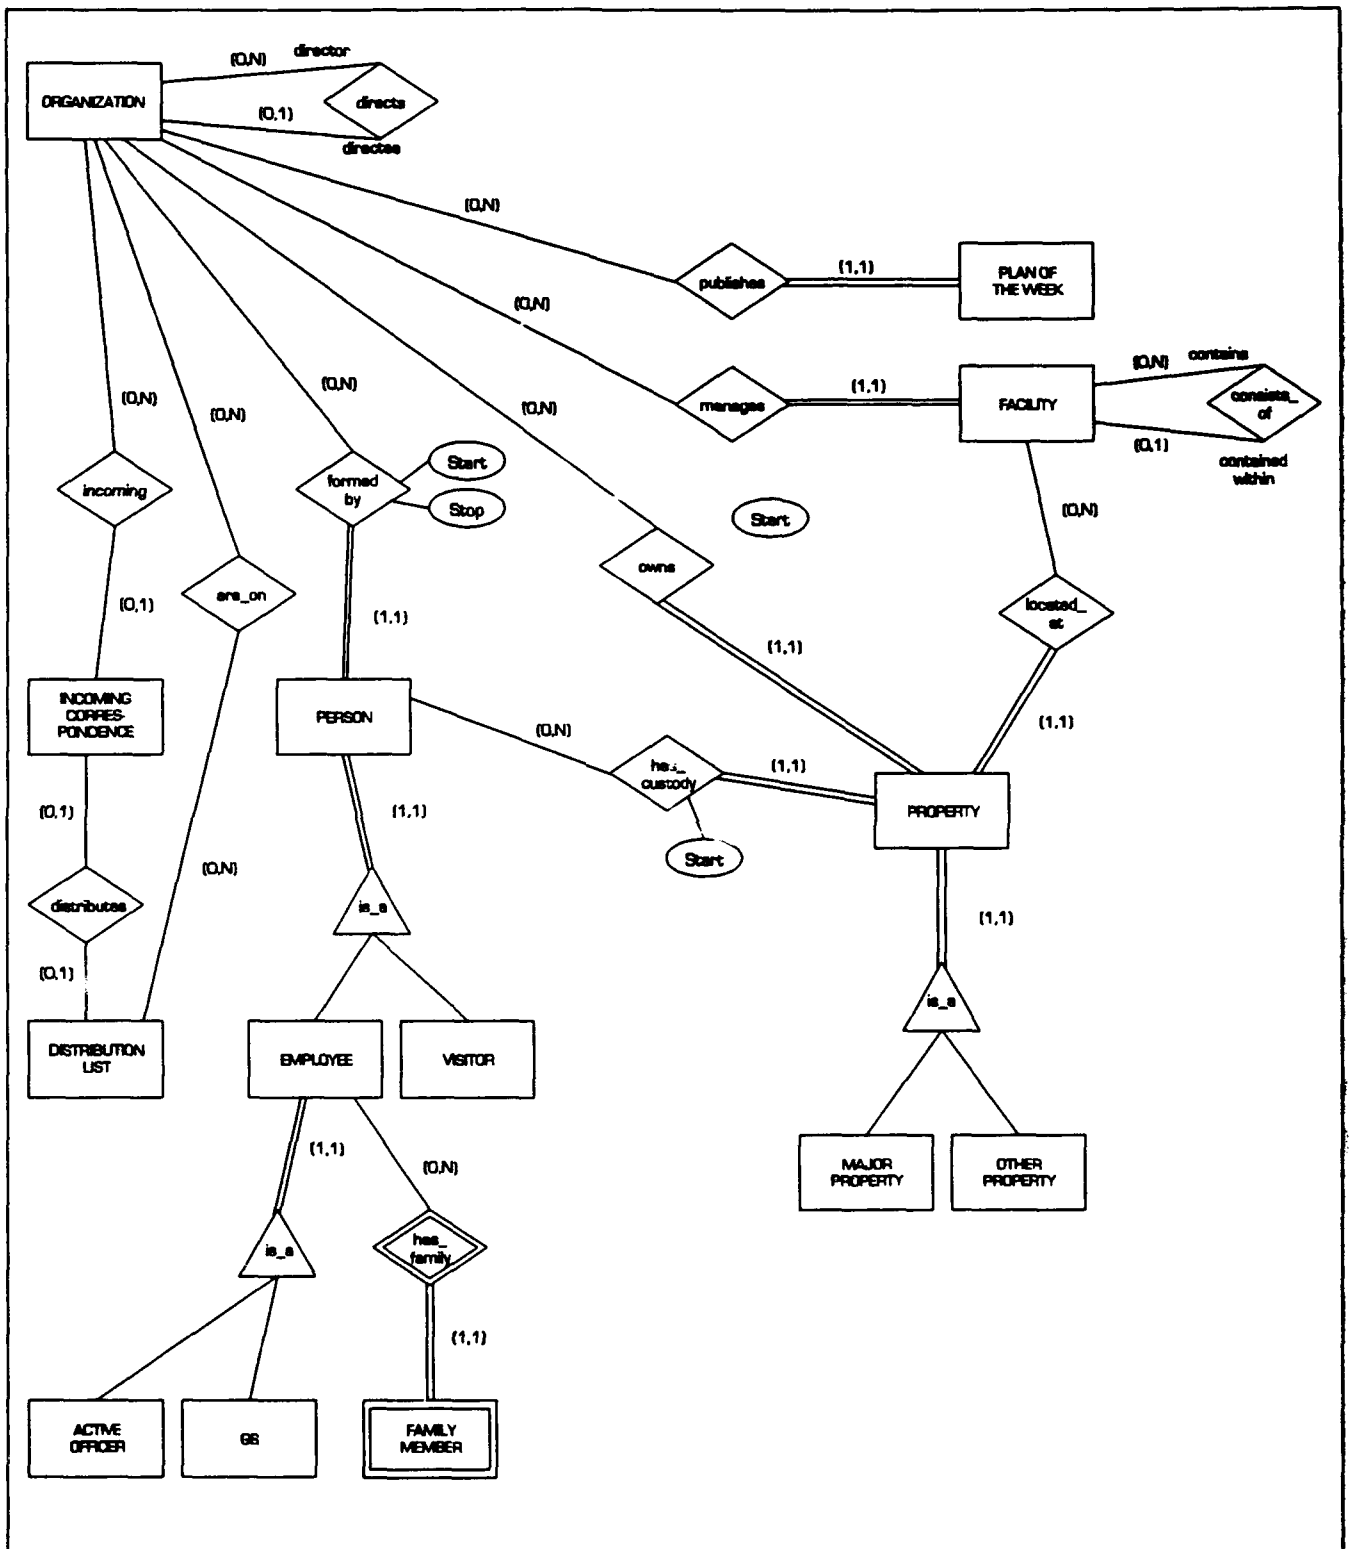 (0,N) director
ORGANIZATION
directs
(0,1)
directee
(0,N)
publishes
(1,1)
PLAN OF
THE WEEK
(0,N)
manages
(1,1)
FACILITY
(0,N) contains
consists_
of
(0,1)
contained
within
(0,N)
(0,N)
(0,N)
(0,N)
incoming
formed
by
Start
Stop
Start
(0,N)
(0,1)
are_on
owns
located_
at
(1,1)
(1,1)
(1,1)
INCOMING
CORRES-
PONDENCE
PERSON
(0,N)
has_
custody
(1,1)
PROPERTY
Start
(0,1)
(1,1)
(0,N)
distributes
is_a
(1,1)
(0,1)
is_a
DISTRIBUTION
LIST
EMPLOYEE
VISITOR
(1,1)
(0,N)
MAJOR
PROPERTY
OTHER
PROPERTY
is_a
has_
family
(1,1)
ACTIVE
OFFICER
GS
FAMILY
MEMBER